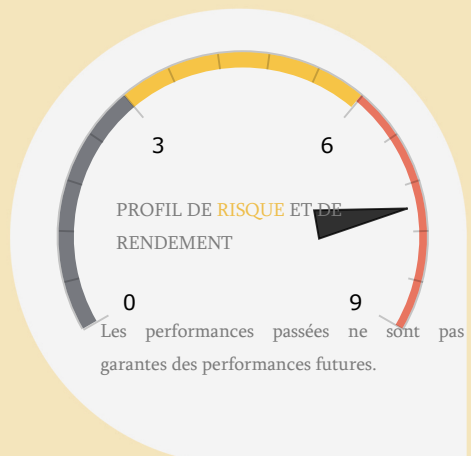 3 6
PROFIL DE RISQUE ET DE
RENDEMENT
0 9
Les performances passées ne sont pas
garantes des performances futures.